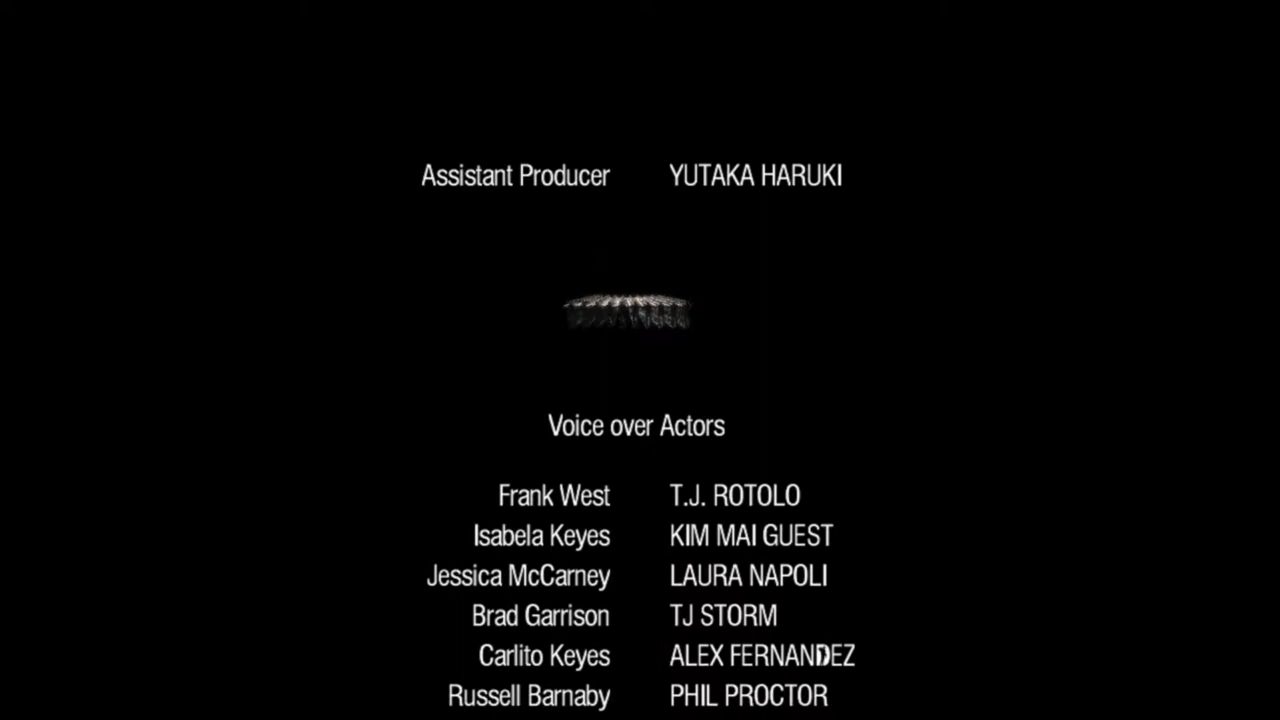 Assistant Producer YUTAKA HARUKI
Voice over Actors
Frank West T.J. ROTOLO
Isabela Keyes KIM MAI GUEST
Jessica McCarney LAURA NAPOLI
Brad Garrison TJ STORM
Carlito Keyes ALEX FERNANDEZ
Russell Barnaby PHIL PROCTOR